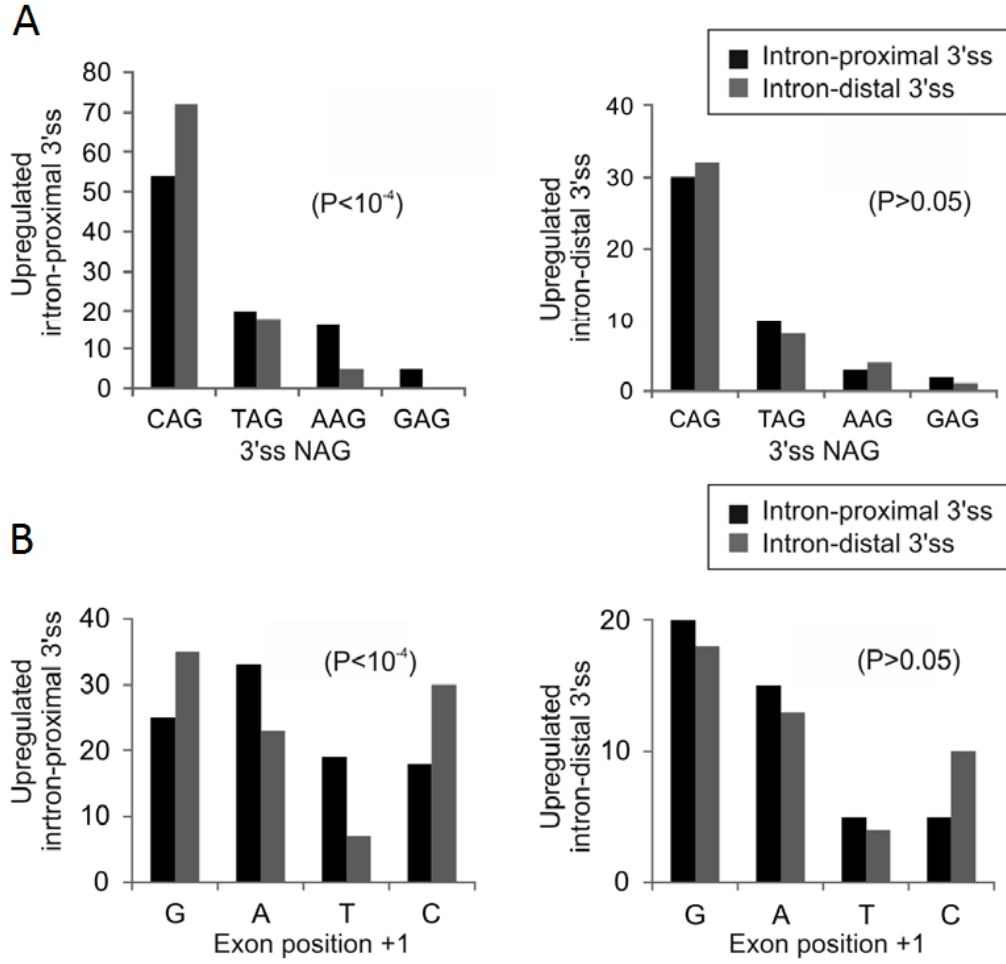 A
Intron-proximal 3'ss
Intron-distal 3'ss
Upregulated
irtron-proximal 3'ss
80
70
60
50
40
30
20
10
0
(P<10⁻⁴)
CAG TAG AAG GAG
3'ss NAG
Upregulated
intron-distal 3'ss
40
30
20
10
0
(P>0.05)
CAG TAG AAG GAG
3'ss NAG
B
Intron-proximal 3'ss
Intron-distal 3'ss
Upregulated
inrtron-proximal 3'ss
40
30
20
10
0
(P<10⁻⁴)
G A T C
Exon position +1
Upregulated
intron-distal 3'ss
20
10
0
(P>0.05)
G A T C
Exon position +1